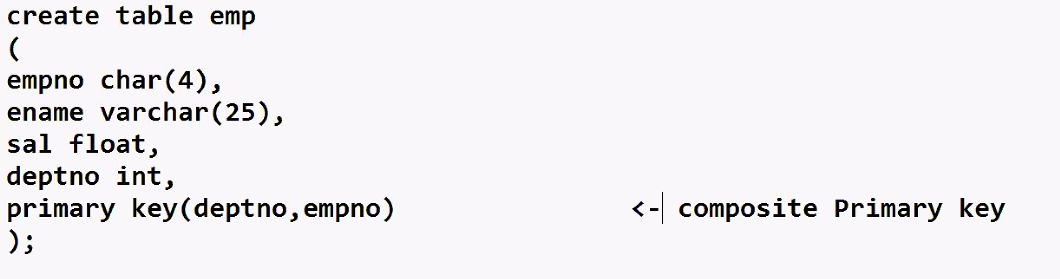 create table emp
(
empno char(4),
ename varchar(25),
sal float,
deptno int,
primary key(deptno,empno) <- composite Primary key
);